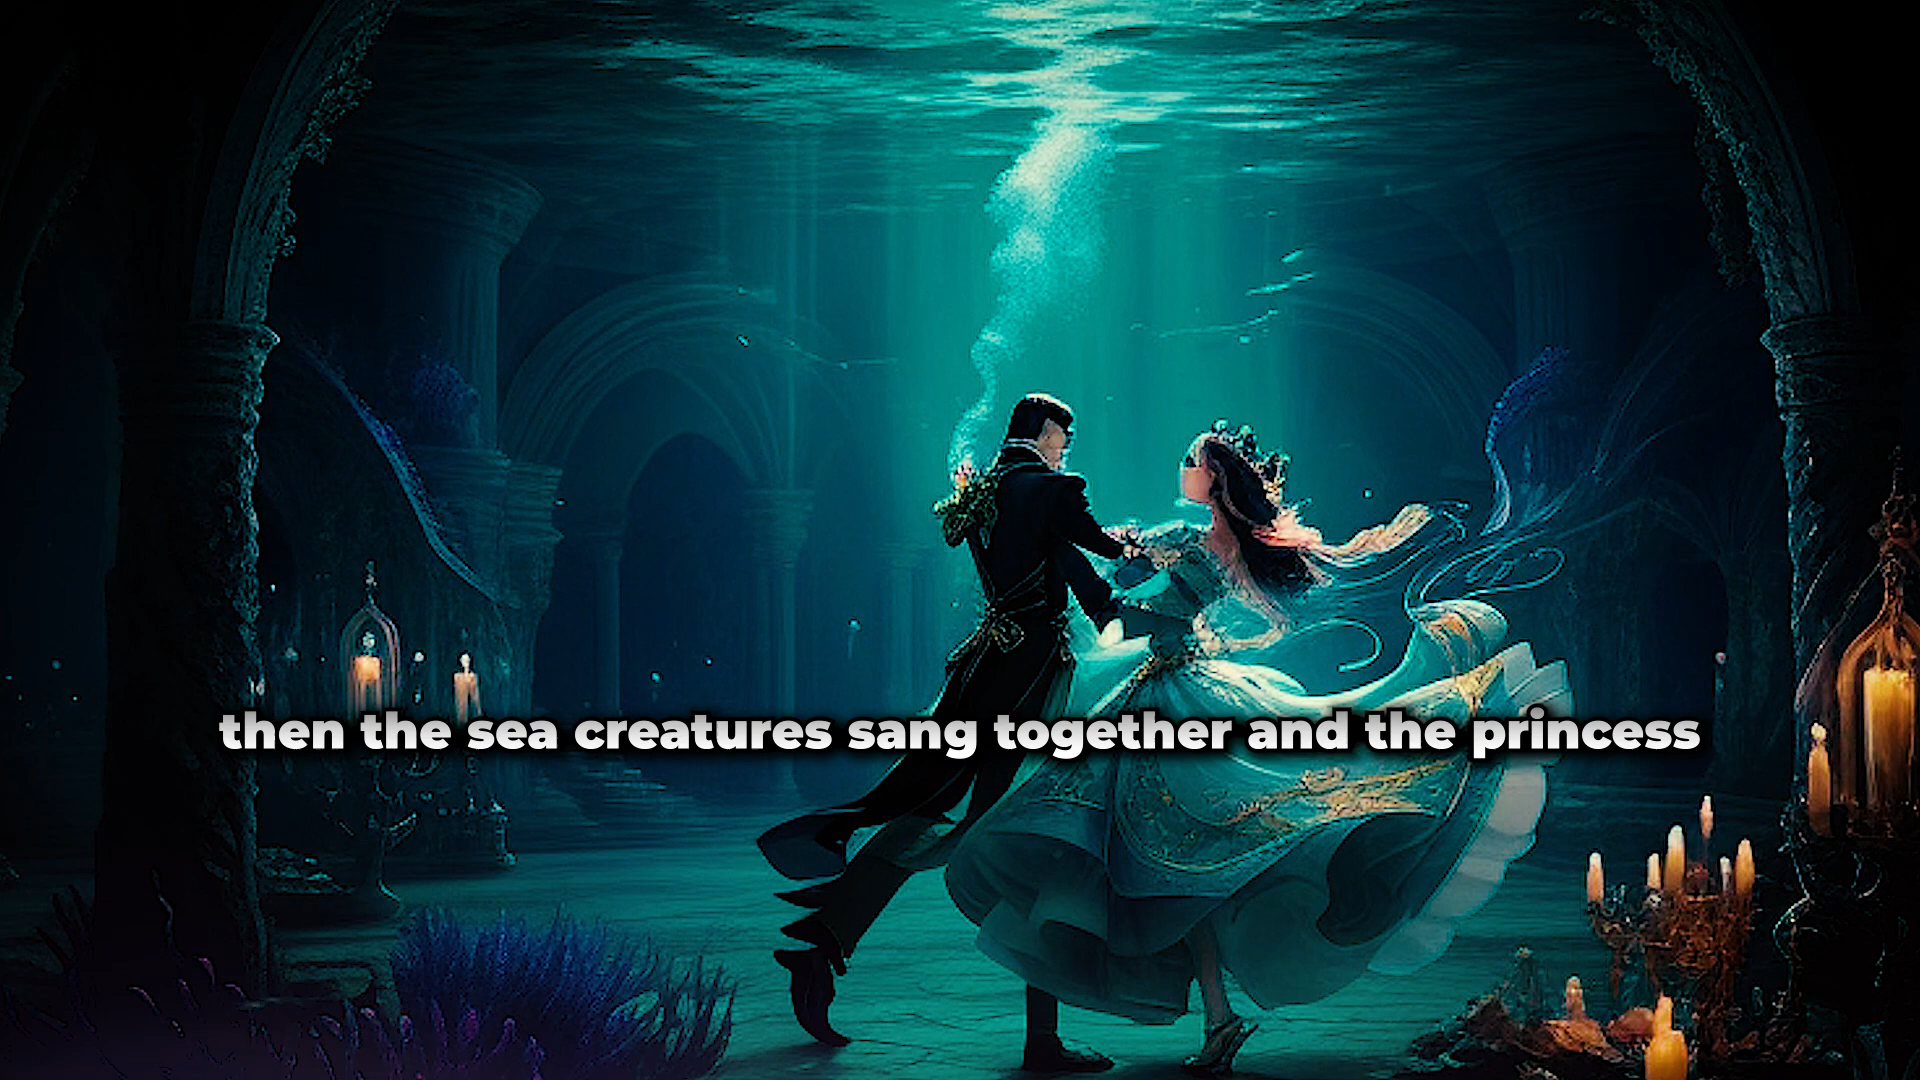 then the sea creatures sang together and the princess